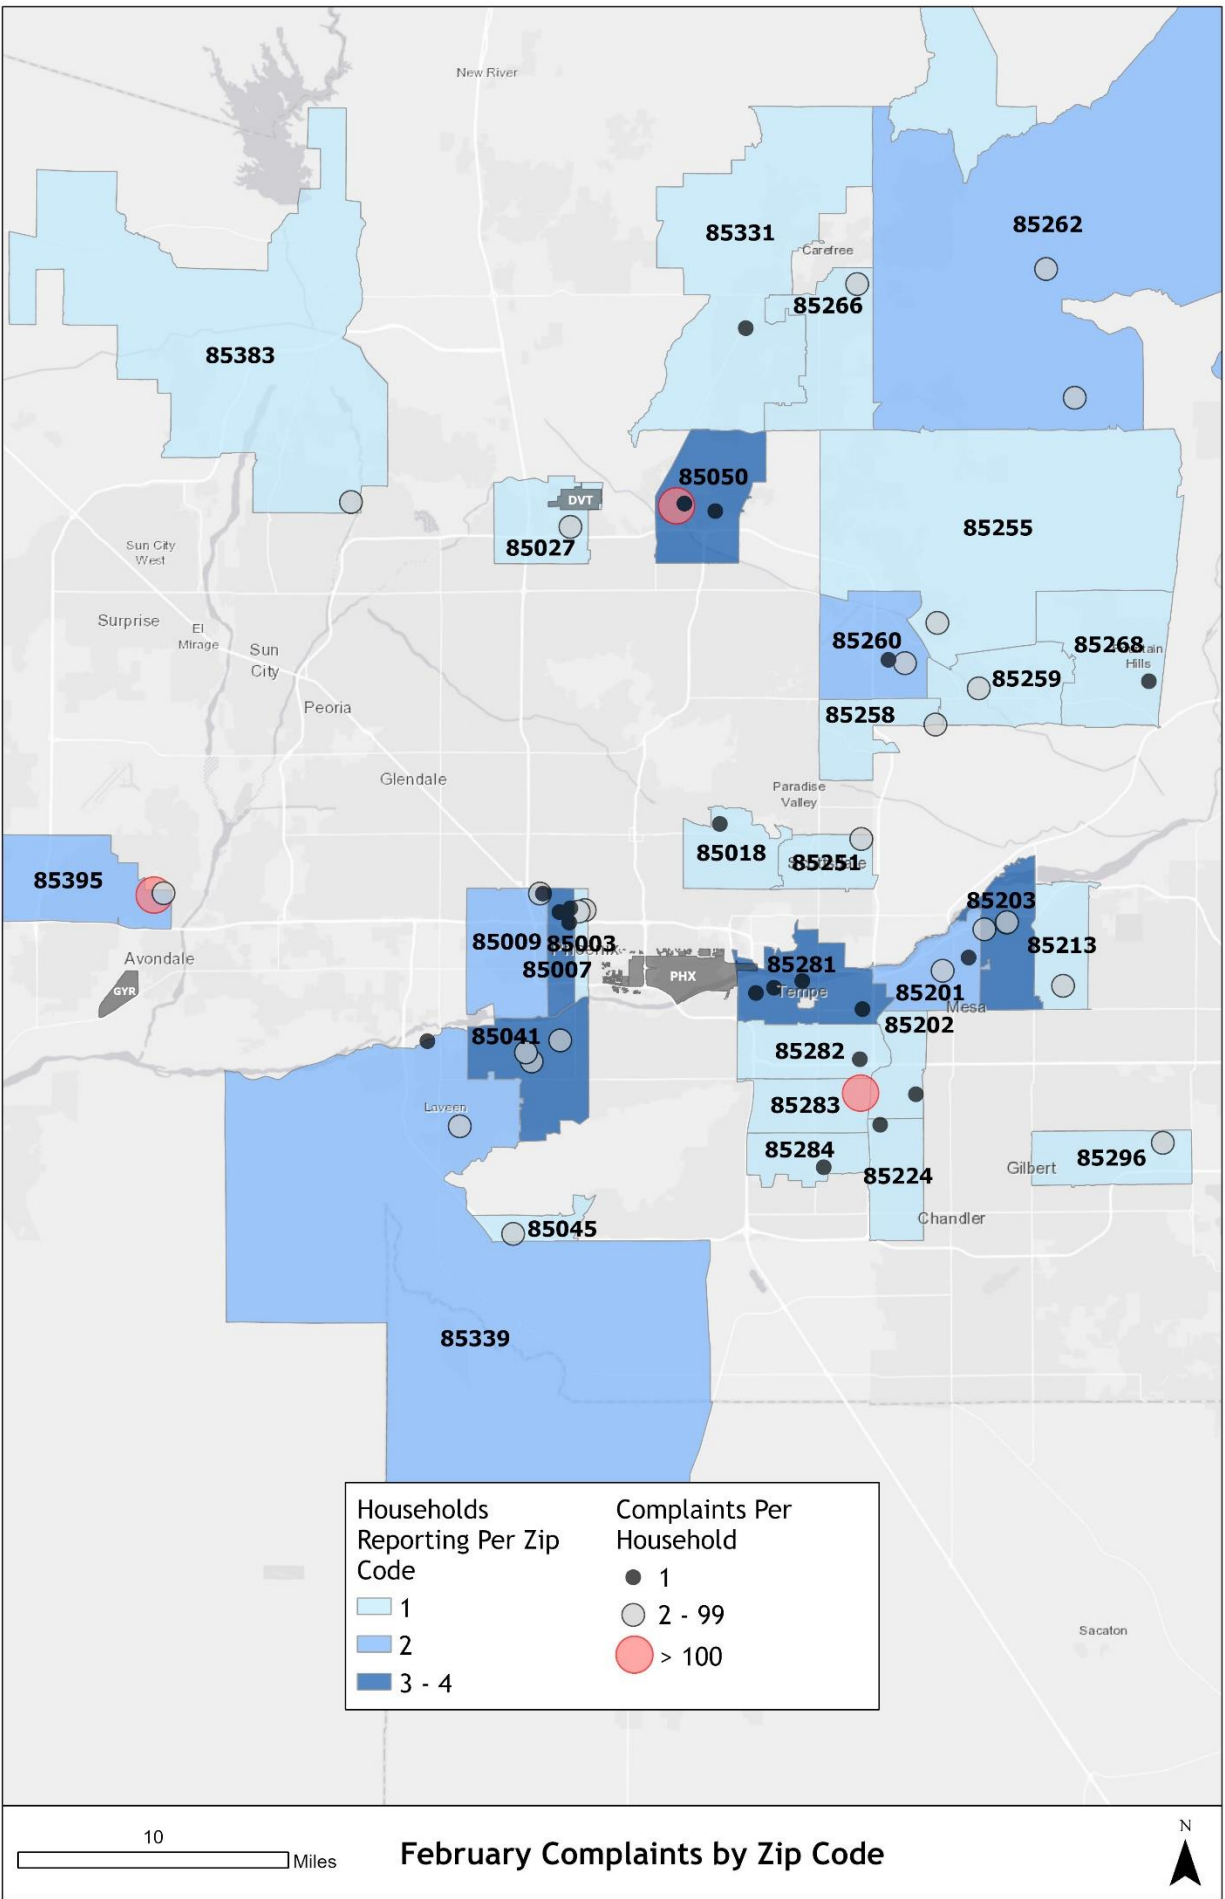 New River
85331
85262
Carefree
85266
85383
85050
DVT
85027
85255
Sun City
West
Surprise
El
Mirage
Sun
City
85260
85268
Fountain
Hills
85259
Peoria
85258
Glendale
Paradise
Valley
85018
85251
Scottsdale
85395
85203
85009
85003
Phoenix
85213
Avondale
85007
85281
PHX
GYR
Tempe
85201
Mesa
85202
85041
85282
Laveen
85283
85284
85296
Gilbert
85224
Chandler
85045
85339
Households
Reporting Per Zip
Code
1
2
3 - 4
Complaints Per
Household
1
2 - 99
> 100
Sacaton
10
Miles
February Complaints by Zip Code
N